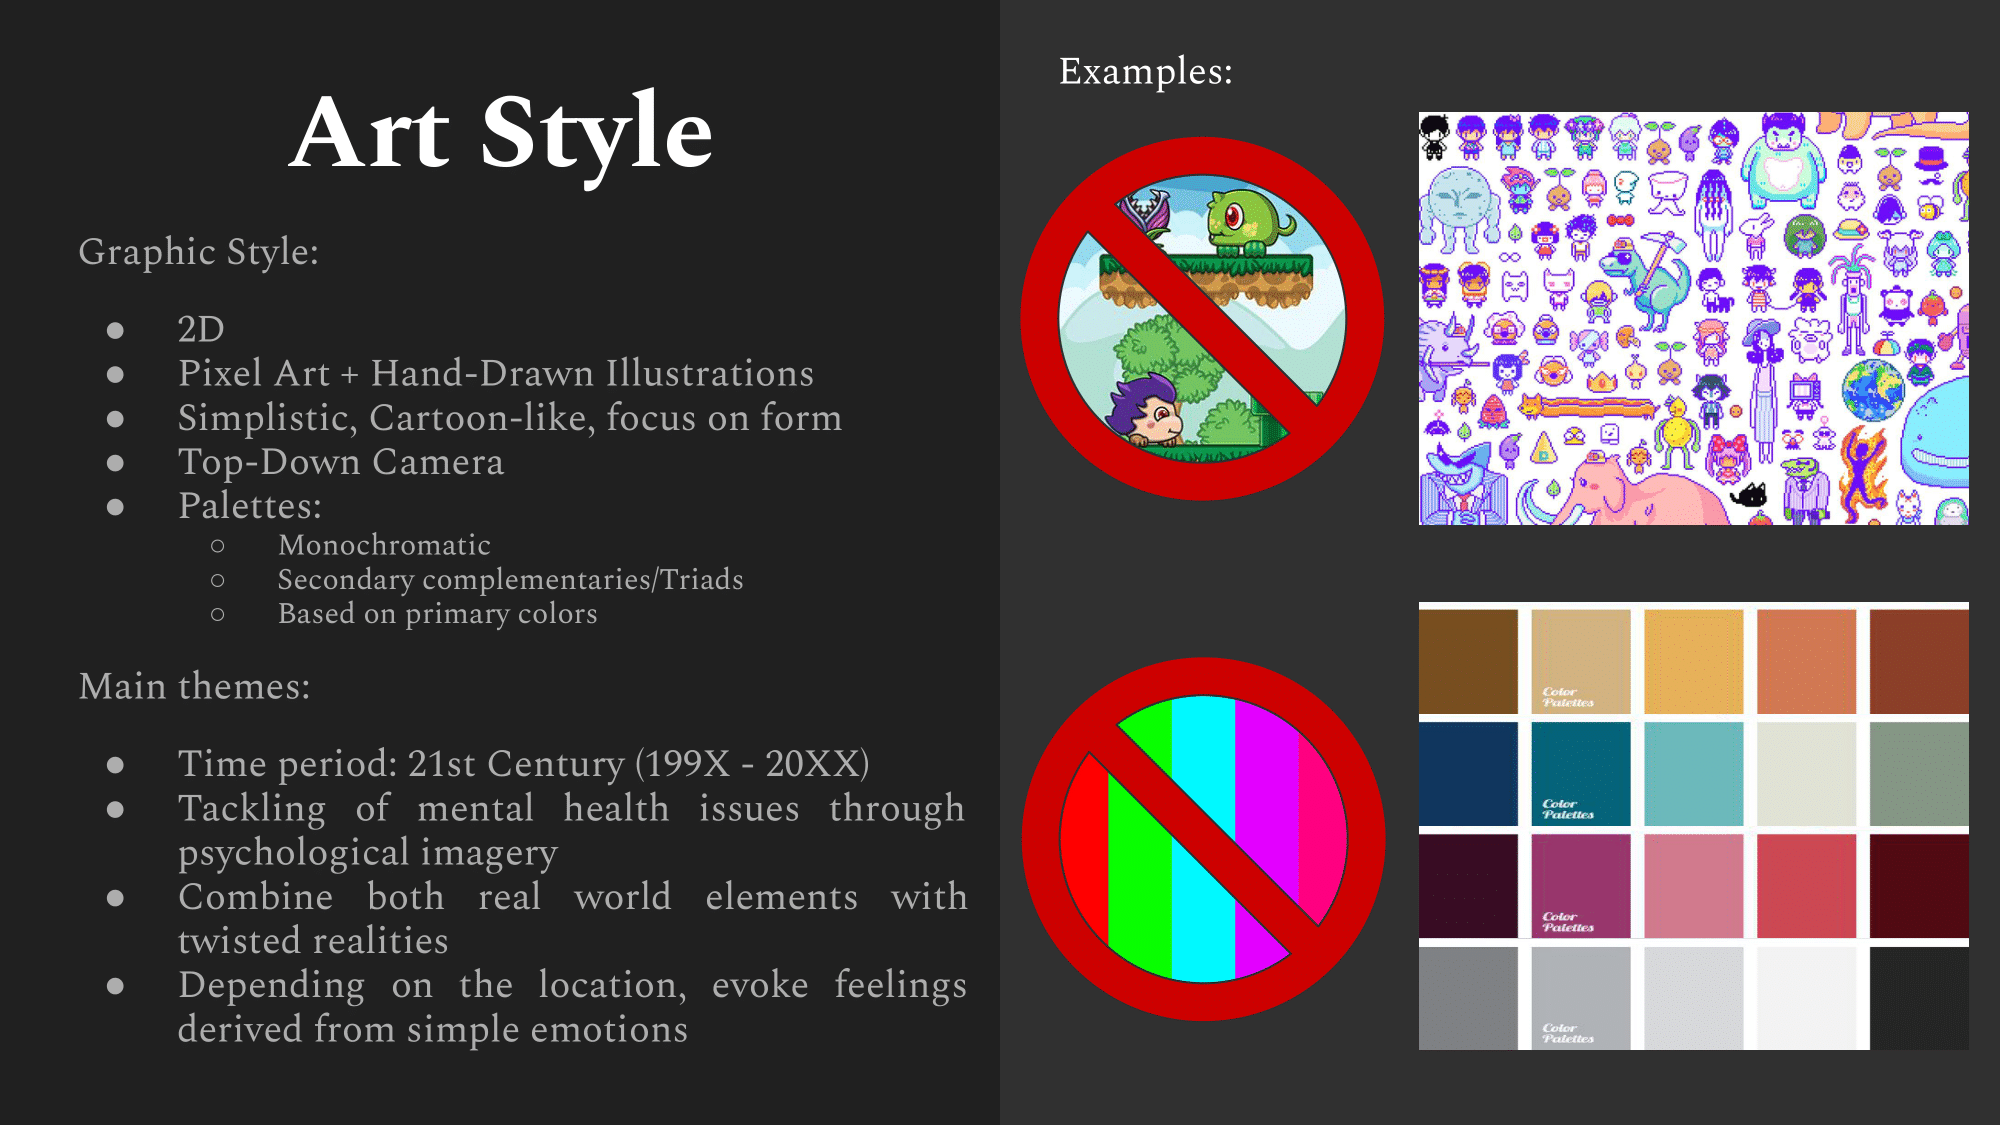 Art Style
Graphic Style:
● 2D
● Pixel Art + Hand-Drawn Illustrations
● Simplistic, Cartoon-like, focus on form
● Top-Down Camera
● Palettes:
○ Monochromatic
○ Secondary complementaries/Triads
○ Based on primary colors
Main themes:
● Time period: 21st Century (199X - 20XX)
● Tackling of mental health issues through
psychological imagery
● Combine both real world elements with
twisted realities
● Depending on the location, evoke feelings
derived from simple emotions
Examples:
Color
Palettes
Color
Palettes
Color
Palettes
Color
Palettes